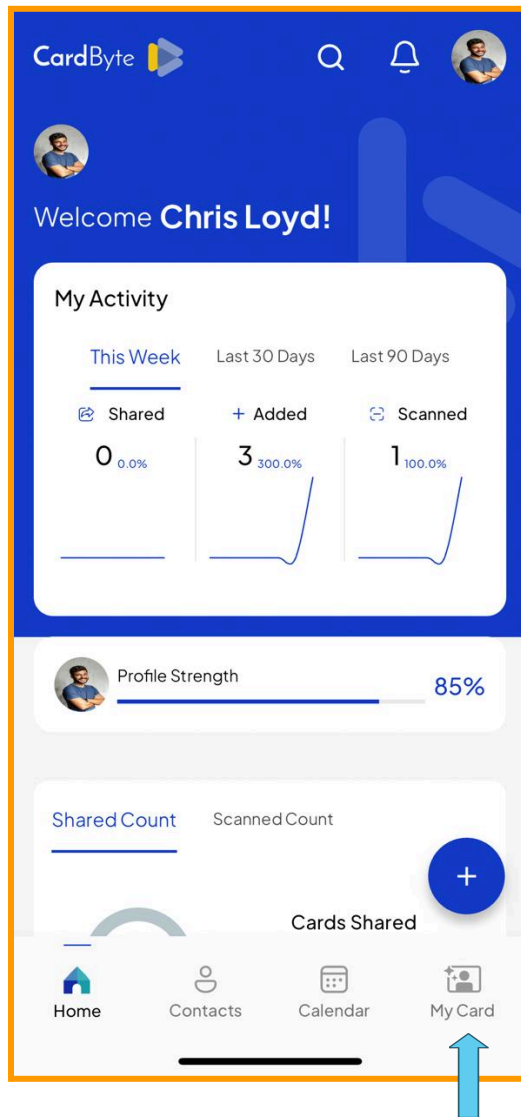 CardByte
Welcome Chris Loyd!
My Activity
This Week Last 30 Days Last 90 Days
Shared + Added Scanned
0 0.0% 3 300.0% 1 100.0%
Profile Strength
85%
Shared Count Scanned Count
+
Cards Shared
Home Contacts Calendar My Card